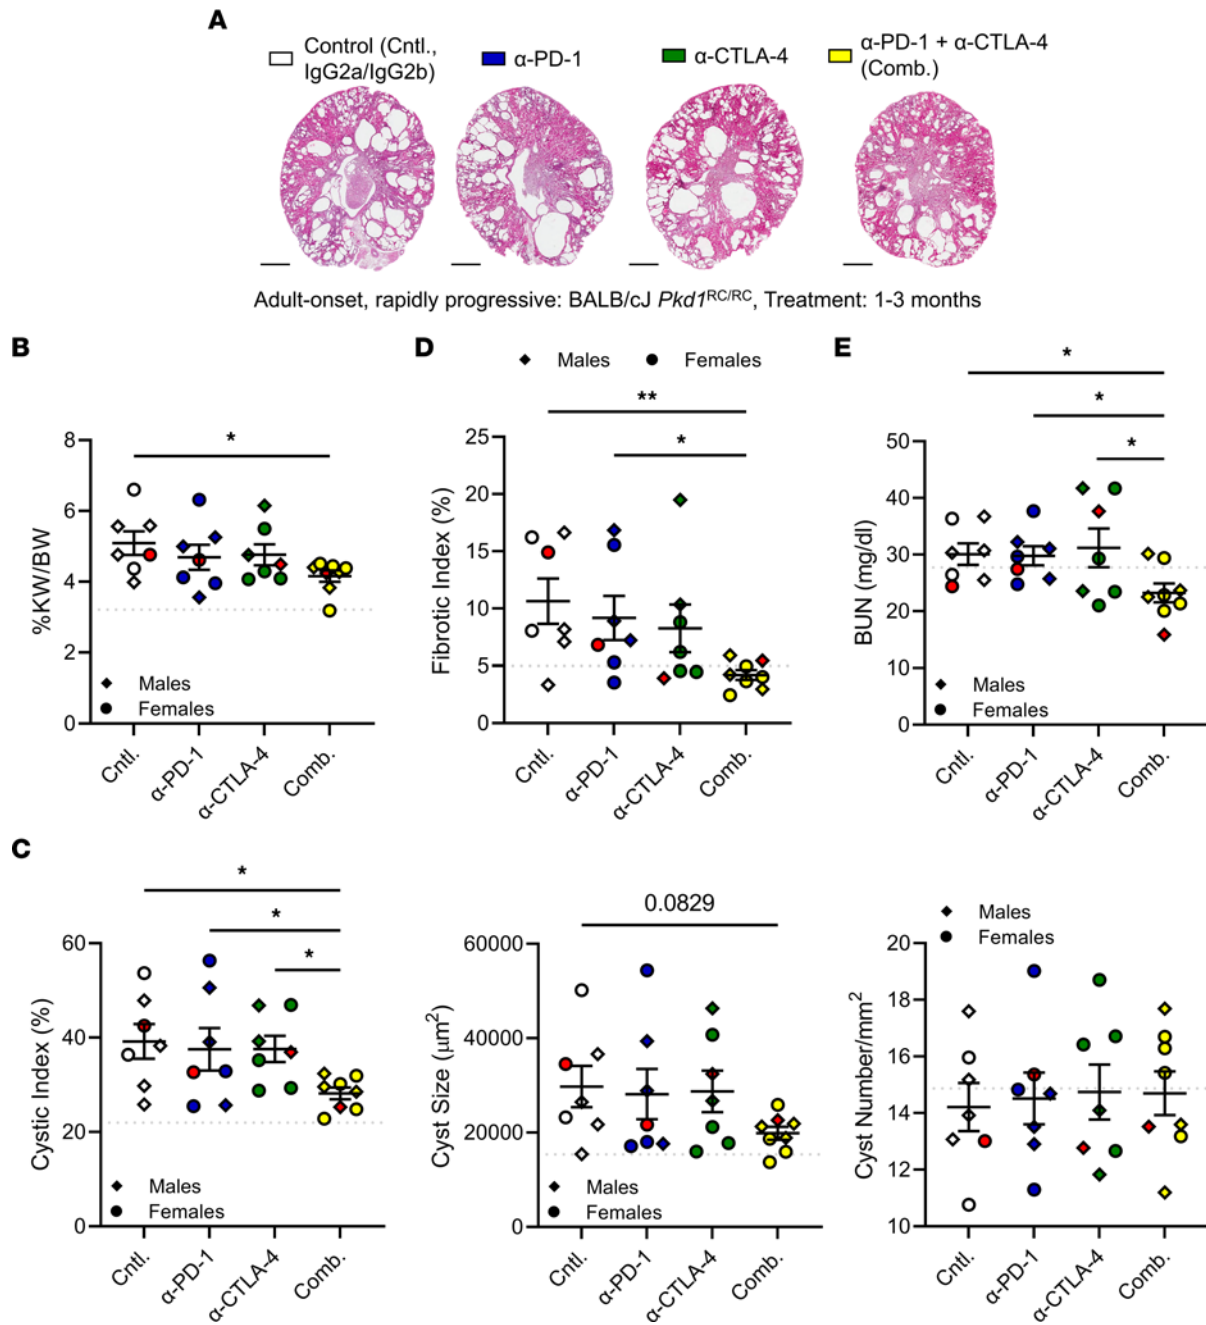 A
Control (Cntl.,
IgG2a/IgG2b)
α-PD-1
α-CTLA-4
α-PD-1 + α-CTLA-4
(Comb.)
Adult-onset, rapidly progressive: BALB/cJ Pkd1RC/RC, Treatment: 1-3 months
B
%KW/BW
8
6
4
2
0
*
Males
Females
Cntl.
α-PD-1
α-CTLA-4
Comb.
D
Males
Females
Fibrotic Index (%)
25
20
15
10
5
0
**
*
Cntl.
α-PD-1
α-CTLA-4
Comb.
E
BUN (mg/dl)
50
40
30
20
10
0
*
*
*
Males
Females
Cntl.
α-PD-1
α-CTLA-4
Comb.
C
Cystic Index (%)
60
40
20
0
*
*
*
Males
Females
Cntl.
α-PD-1
α-CTLA-4
Comb.
Cyst Size (μm2)
60000
40000
20000
0
0.0829
Males
Females
Cntl.
α-PD-1
α-CTLA-4
Comb.
Cyst Number/mm2
20
18
16
14
12
10
Males
Females
Cntl.
α-PD-1
α-CTLA-4
Comb.